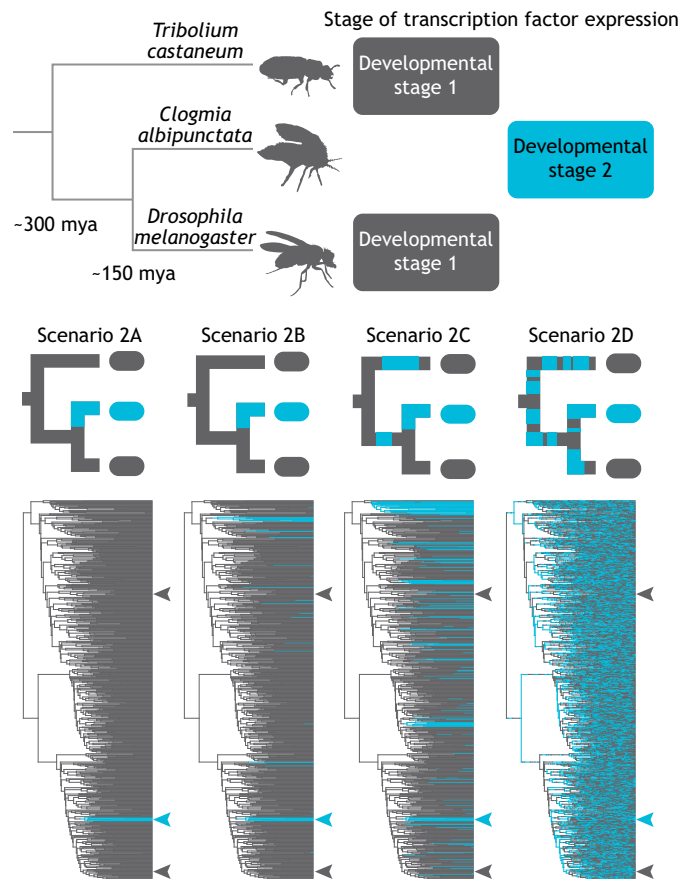 Stage of transcription factor expression
Tribolium
castaneum
Developmental
stage 1
Clogmia
albipunctata
Developmental
stage 2
~300 mya
Drosophila
melanogaster
Developmental
stage 1
~150 mya
Scenario 2A
Scenario 2B
Scenario 2C
Scenario 2D